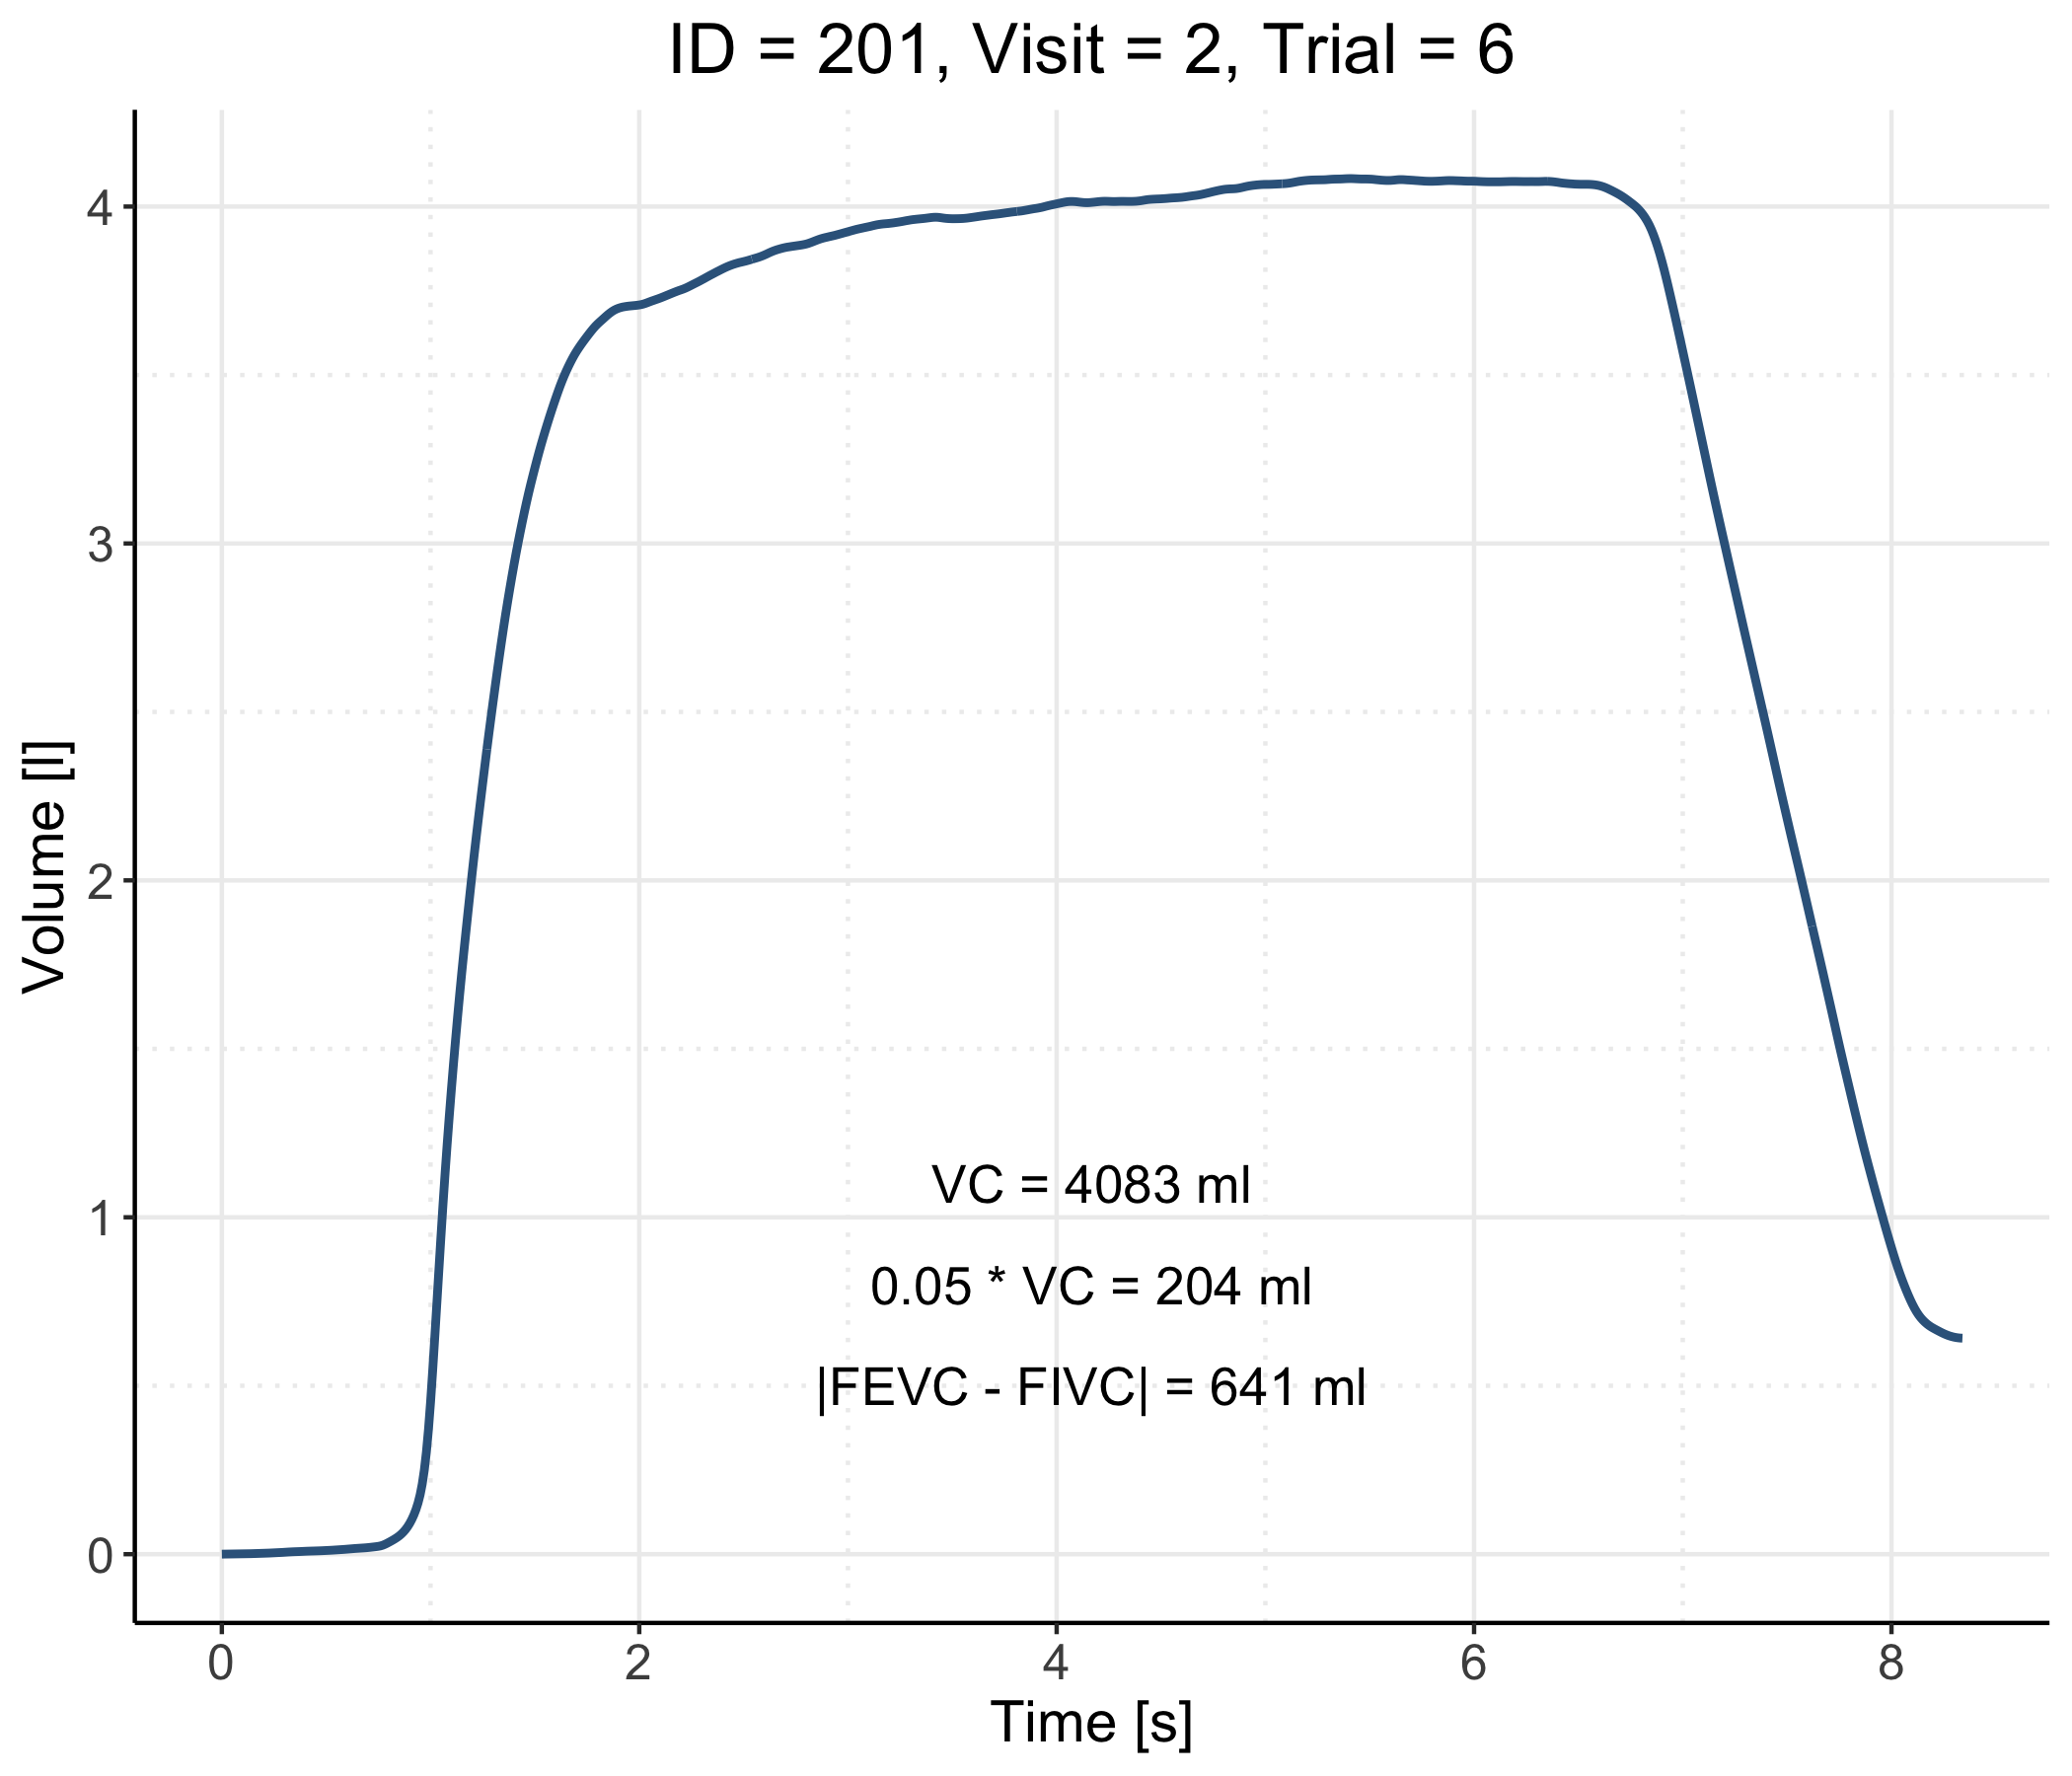 ID = 201, Visit = 2, Trial = 6
Volume [l]
4
3
2
1
0
VC = 4083 ml
0.05 * VC = 204 ml
|FEVC - FIVC| = 641 ml
0 2 4 6 8
Time [s]